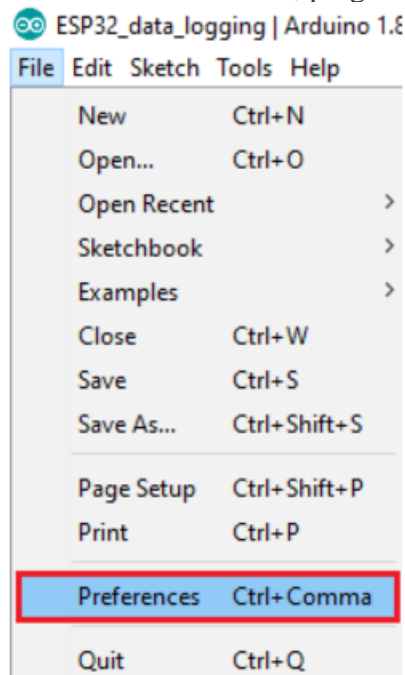 ESP32_data_logging | Arduino 1.8
File Edit Sketch Tools Help
New Ctrl+N
Open... Ctrl+O
Open Recent >
Sketchbook >
Examples >
Close Ctrl+W
Save Ctrl+S
Save As... Ctrl+Shift+S
Page Setup Ctrl+Shift+P
Print Ctrl+P
Preferences Ctrl+Comma
Quit Ctrl+Q